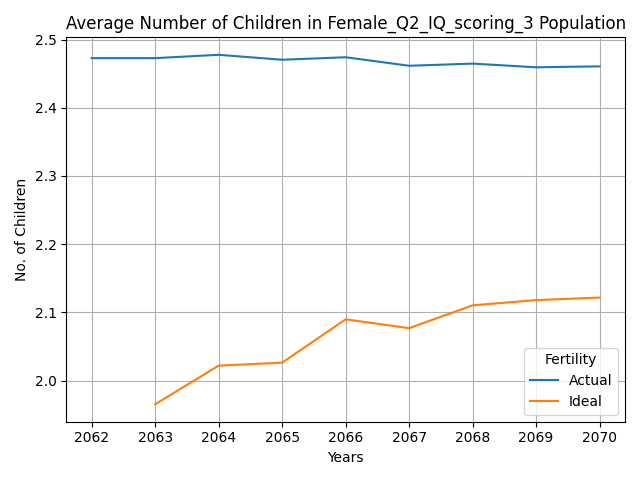 Average Number of Children in Female_Q2_IQ_scoring_3 Population
2.5
2.4
2.3
2.2
2.1
2.0
No. of Children
2062 2063 2064 2065 2066 2067 2068 2069 2070
Years
Fertility
Actual
Ideal